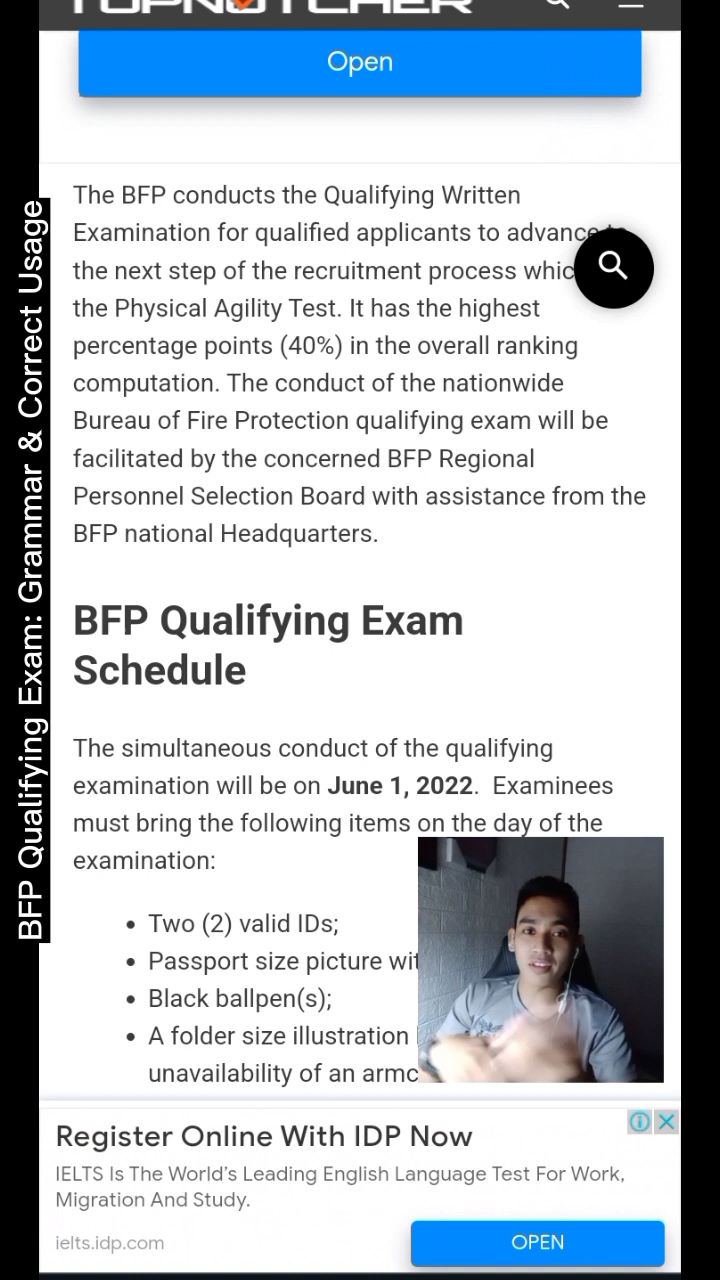 TOPNOTCHER
Open
The BFP conducts the Qualifying Written
Examination for qualified applicants to advance to
the next step of the recruitment process whic
the Physical Agility Test. It has the highest
percentage points (40%) in the overall ranking
computation. The conduct of the nationwide
Bureau of Fire Protection qualifying exam will be
facilitated by the concerned BFP Regional
Personnel Selection Board with assistance from the
BFP national Headquarters.
BFP Qualifying Exam
Schedule
The simultaneous conduct of the qualifying
examination will be on June 1, 2022. Examinees
must bring the following items on the day of the
examination:
• Two (2) valid IDs;
• Passport size picture wit
• Black ballpen(s);
• A folder size illustration
unavailability of an armc
BFP Qualifying Exam: Grammar & Correct Usage
Register Online With IDP Now
IELTS Is The World's Leading English Language Test For Work,
Migration And Study.
ielts.idp.com
OPEN